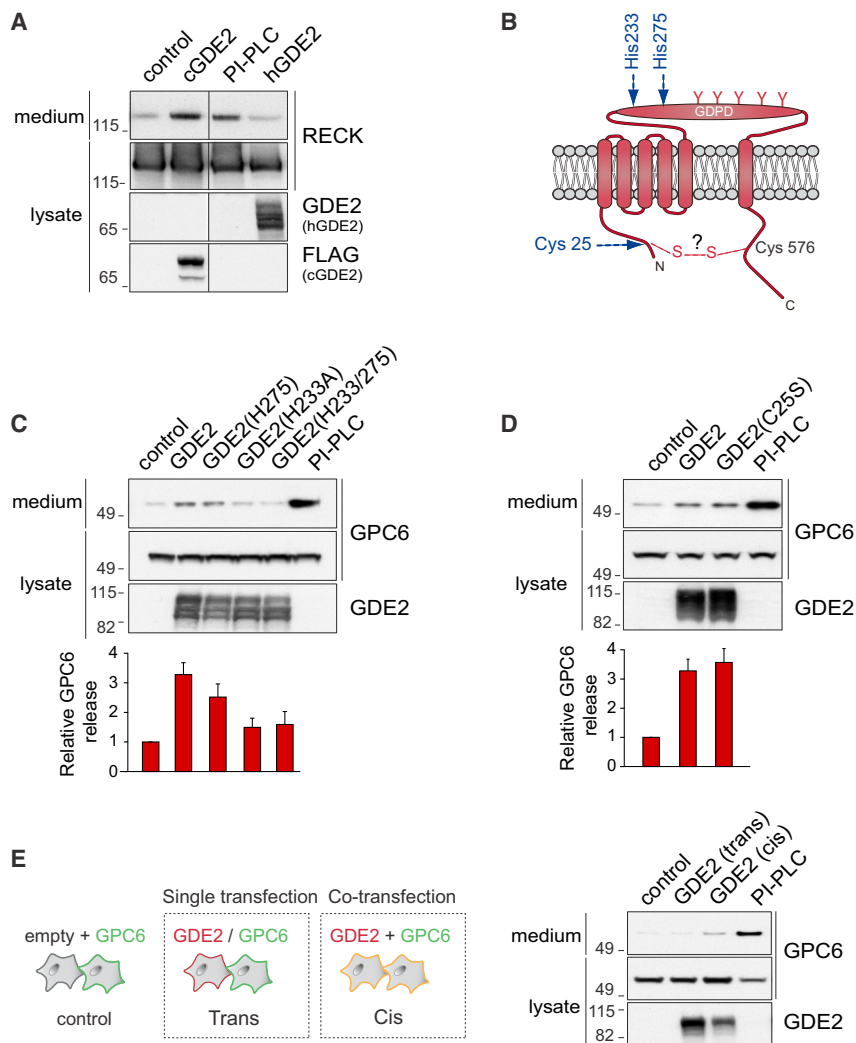 A
control
cGDE2
PI-PLC
hGDE2
medium
115
RECK
115
lysate
65
GDE2
(hGDE2)
65
FLAG
(cGDE2)
B
His233
His275
Y Y Y Y Y
GDPD
Cys 25
S ? S
N
Cys 576
C
C
control
GDE2
GDE2(H275)
GDE2(H233A)
GDE2(H233/275)
PI-PLC
medium
49
GPC6
lysate
49
115
82
GDE2
Relative GPC6
release
4
3
2
1
0
D
control
GDE2
GDE2(C25S)
PI-PLC
medium
49
GPC6
lysate
49
115
82
GDE2
Relative GPC6
release
4
3
2
1
0
E
empty + GPC6
control
Single transfection
GDE2 / GPC6
Trans
Co-transfection
GDE2 + GPC6
Cis
control
GDE2 (trans)
GDE2 (cis)
PI-PLC
medium
49
GPC6
lysate
49
115
82
GDE2